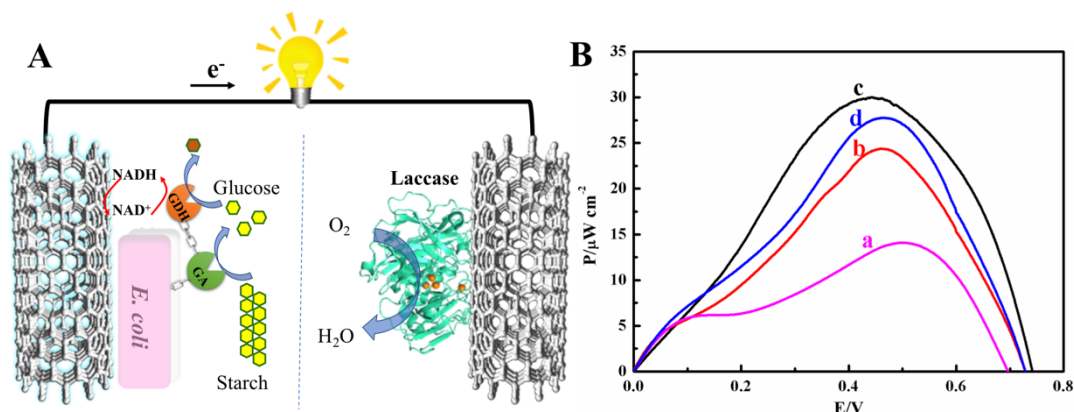 A
e-
NADH
NAD+
GDH
Glucose
GA
E. coli
Starch
Laccase
O2
H2O
B
P/μW cm-2
35
30
25
20
15
10
5
0
0.0
0.2
0.4
0.6
0.8
E/V
c
d
b
a